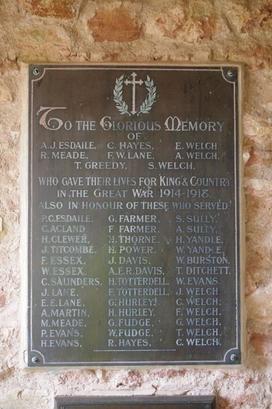 To the Glorious Memory
OF
A.J. ESDAILE. C. HAYES. E. WELCH
R. MEADE. F.W. LANE. A. WELCH.
T. GREEDY. S. WELCH.
WHO GAVE THEIR LIVES FOR KING & COUNTRY
IN THE GREAT WAR 1914-1918.
ALSO IN HONOUR OF THESE WHO SERVED
P.C. ESDAILE. G. FARMER. S. SULLY.
C. ACLAND F. FARMER. A. SULLY.
H. CLEWER. H. THORNE. H. YANDLE.
J. TITCOMBE. H. POWER. W. YANDLE.
F. ESSEX. J. DAVIS. W. BURSTON.
W. ESSEX. A.E.R. DAVIS. T. DITCHETT.
C. SAUNDERS. H. TOTTERDELL. W. EVANS.
J. LANE. E. TOTTERDELL. J. WELCH
E.E. LANE. G. HURLEY. C. WELCH.
A. MARTIN. H. HURLEY. F. WELCH.
M. MEADE. G. FUDGE. G. WELCH.
P. EVANS. W. FUDGE. T. WELCH.
H. EVANS. R. HAYES. C. WELCH.